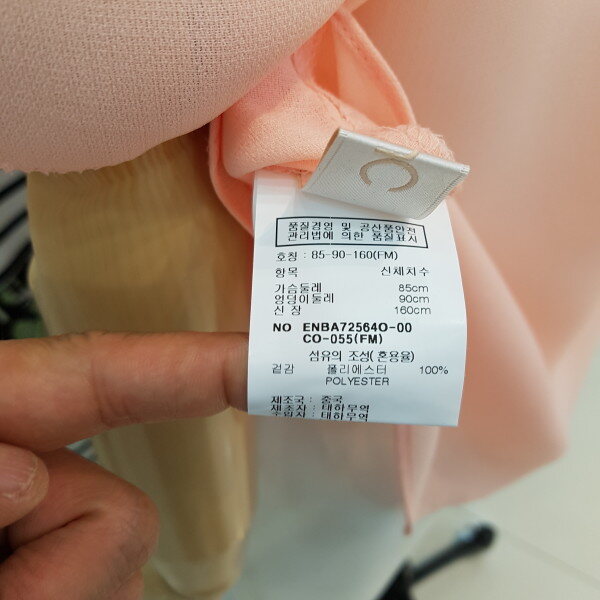 품질경영 및 공산품안전
관리법에 의한 품질표시
호칭 : 85-90-160(FM)
항목 신체치수
가슴둘레 85cm
엉덩이둘레 90cm
신 장 160cm
NO ENBA72564O-00
CO-055(FM)
섬유의 조성( 혼용율)
겉감 폴리에스터 100%
POLYESTER
제조국 : 중국
제조자 : 태하무역
수입자 : 태하무역